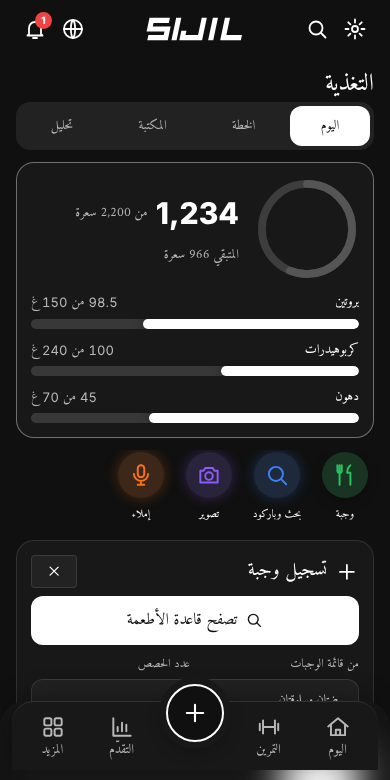 1
SIJIL
التغذية
اليوم
الخطة
المكتبة
تحليل
1,234 من 2,200 سعرة
المتبقي 966 سعرة
بروتين
98.5 من 150 غ
كربوهيدرات
100 من 240 غ
دهون
45 من 70 غ
وجبة
بحث وباركود
تصوير
إملاء
تسجيل وجبة
تصفح قاعدة الأطعمة
من قائمة الوجبات
عدد الحصص
اليوم
التمرين
التقدّم
المزيد